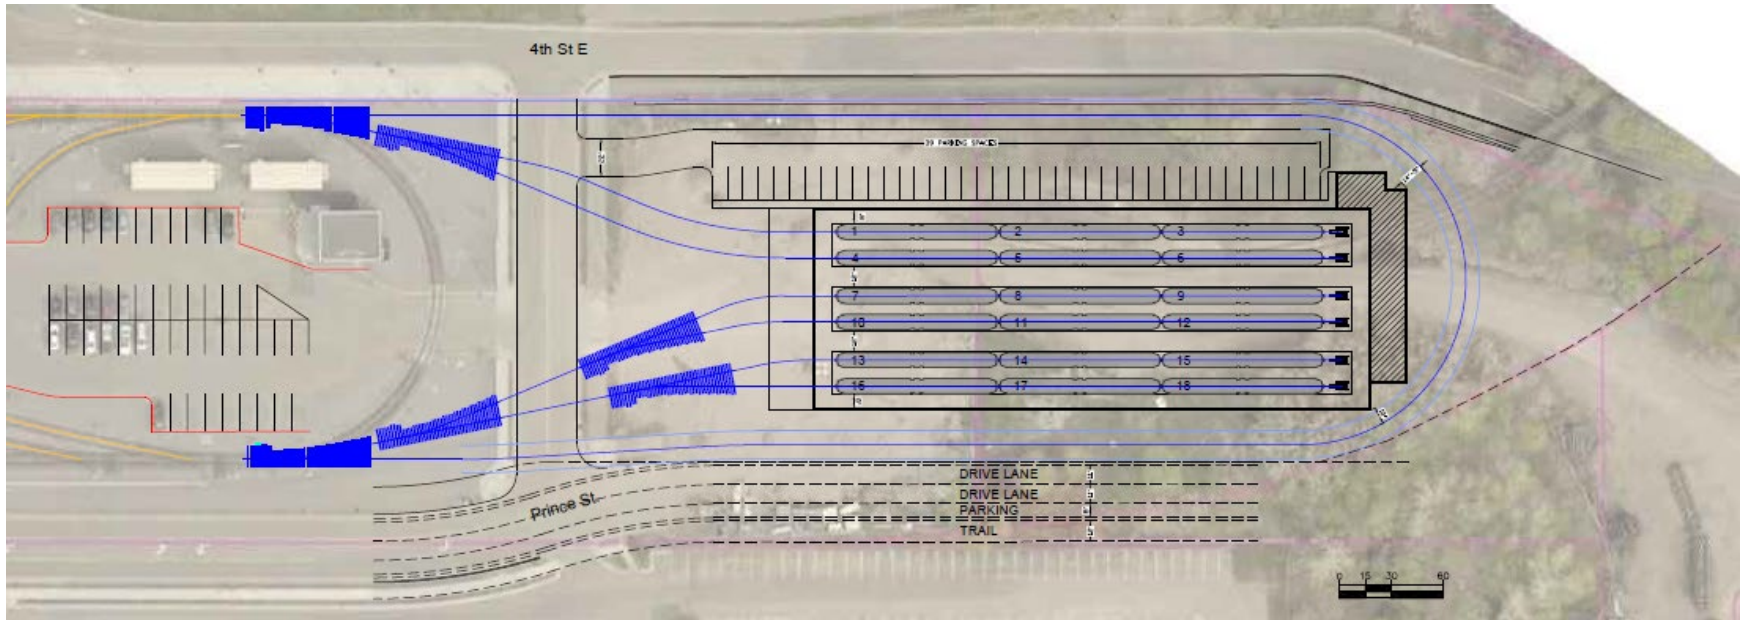 4th St E
39 PARKING SPACES
1 2 3
4 5 6
7 8 9
10 11 12
13 14 15
16 17 18
DRIVE LANE
DRIVE LANE
PARKING
TRAIL
Prince St.
0 15 30 60